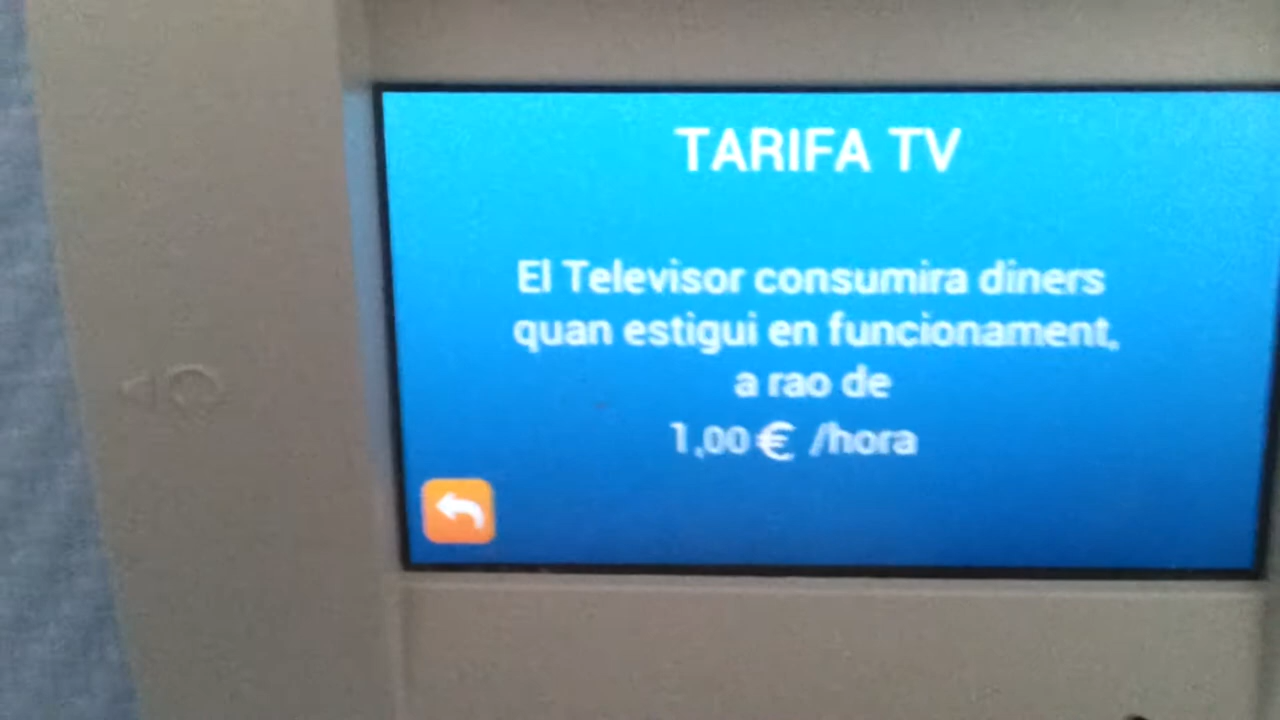 TARIFA TV
El Televisor consumira diners
quan estigui en funcionament,
a rao de
1,00 € /hora